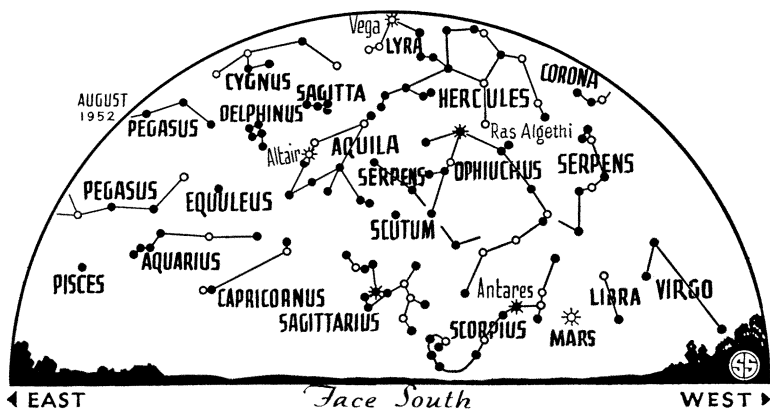 Vega
LYRA
CYGNUS
CORONA
SAGITTA
HERCULES
AUGUST
1952
PEGASUS
DELPHINUS
Ras Algethi
Altair
AQUILA
SERPENS
OPHIUCHUS
SERPENS
PEGASUS
EQUULEUS
SCUTUM
AQUARIUS
PISCES
CAPRICORNUS
Antares
LIBRA
VIRGO
SAGITTARIUS
SCORPIUS
MARS
SS
EAST
Face South
WEST